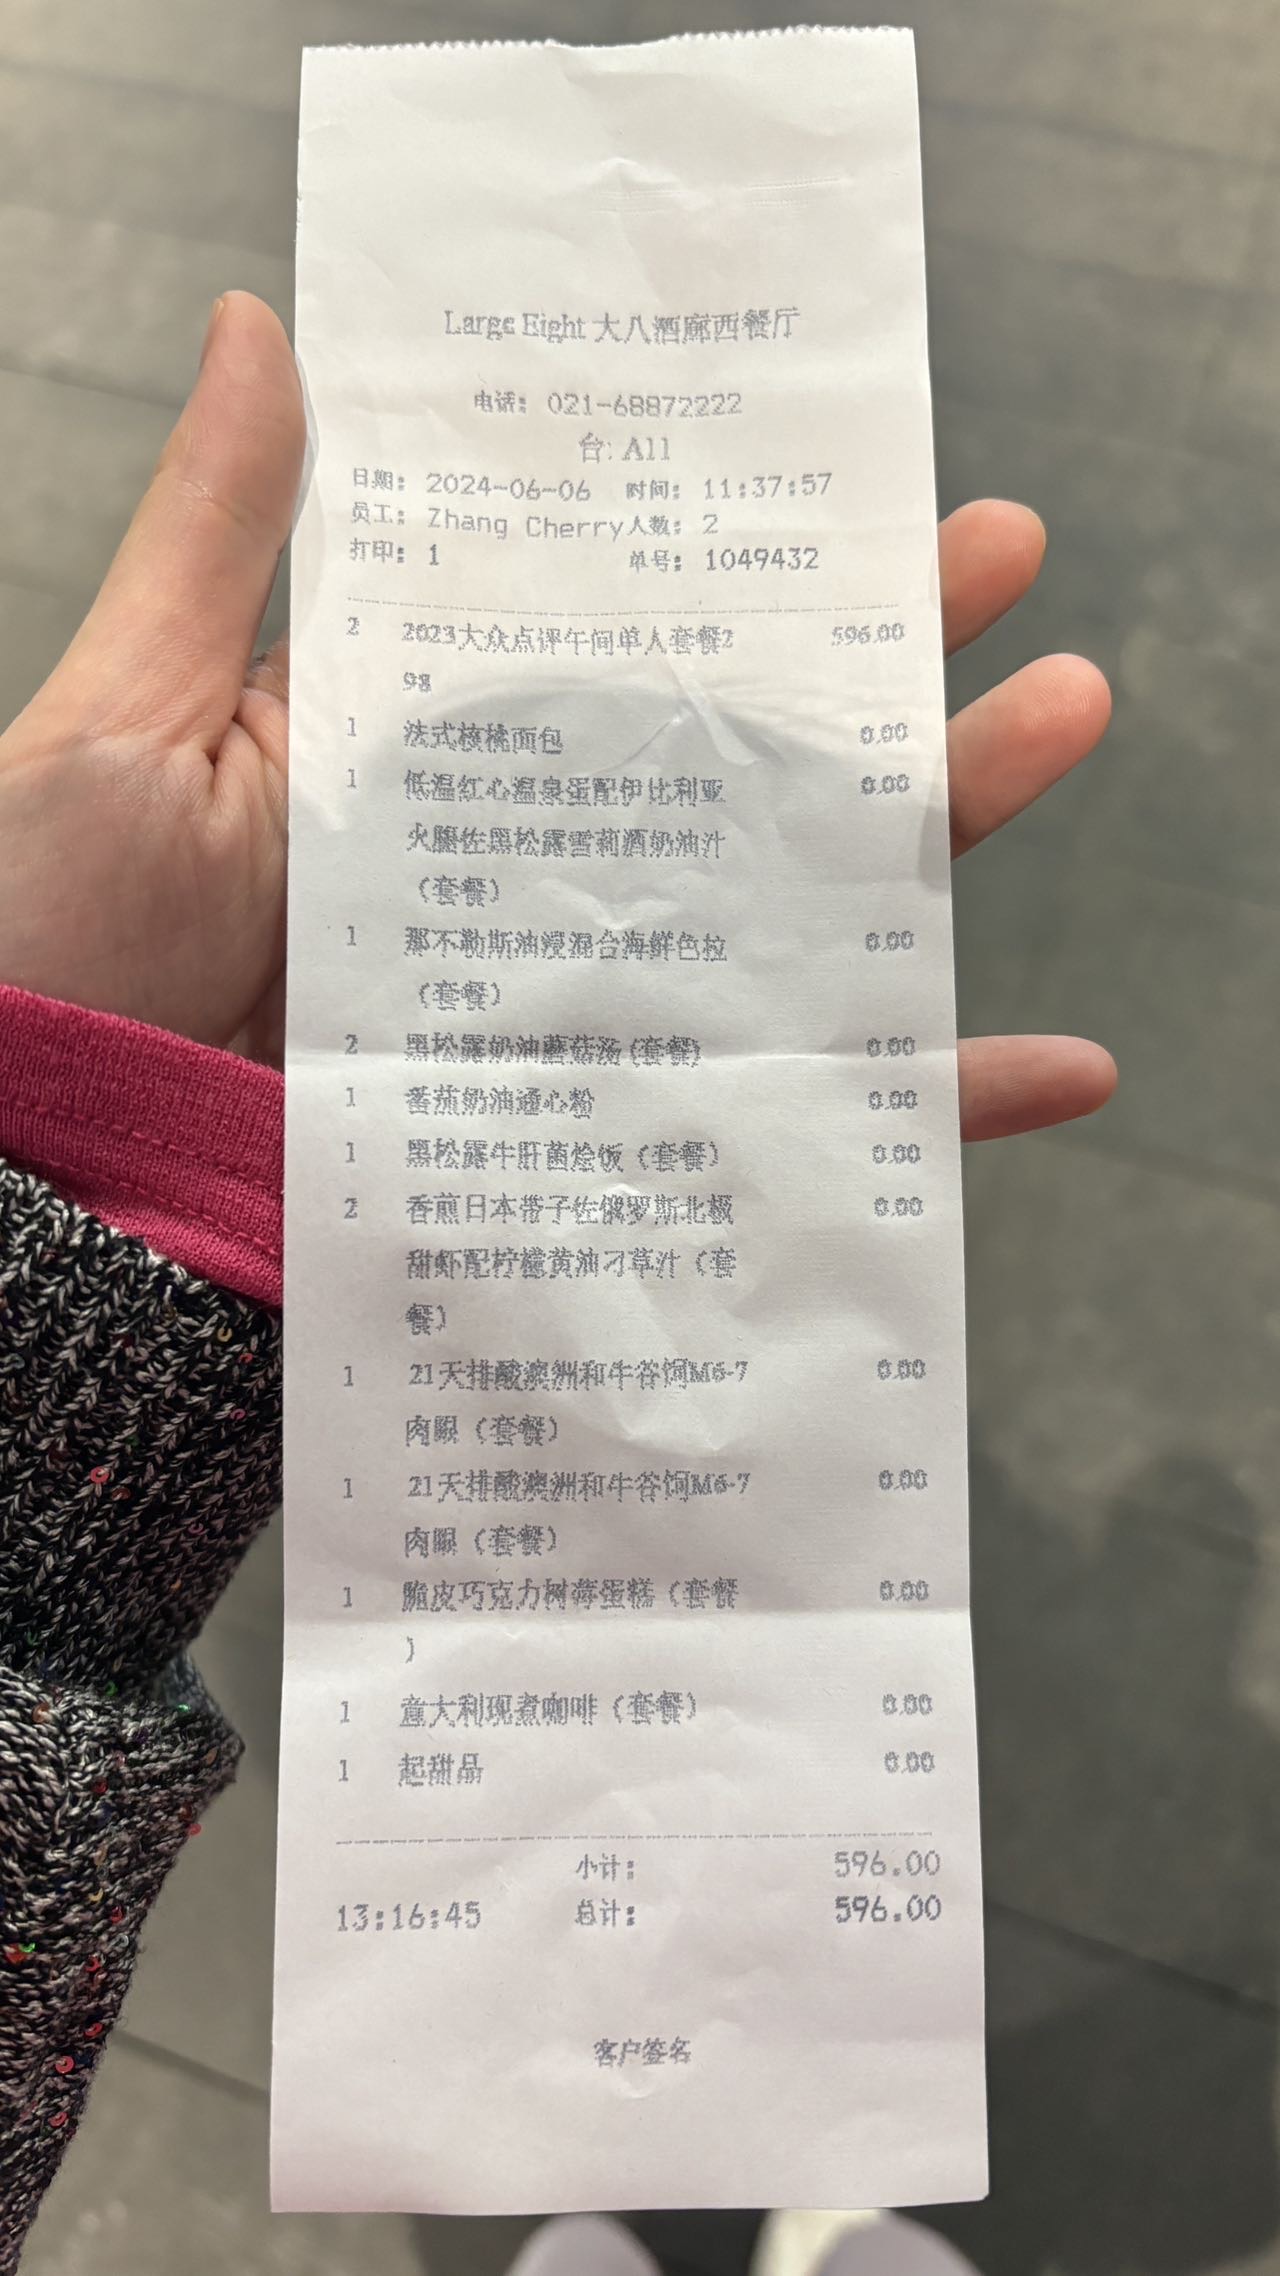 Large Eight 大八酒廊西餐厅
电话: 021-68872222
台: A11
日期: 2024-06-06 时间: 11:37:57
员工: Zhang Cherry人数: 2
打印: 1 单号: 1049432
2 2023大众点评午间单人套餐2 596.00
98
1 法式核桃面包 0.00
1 低温红心温泉蛋配伊比利亚 0.00
火腿佐黑松露雪莉酒奶油汁
(套餐)
1 那不勒斯油浸混合海鲜色拉 0.00
(套餐)
2 黑松露奶油蘑菇汤(套餐) 0.00
1 番茄奶油通心粉 0.00
1 黑松露牛肝菌烩饭(套餐) 0.00
2 香煎日本带子佐俄罗斯北极 0.00
甜虾配柠檬黄油刁草汁(套
餐)
1 21天排酸澳洲和牛谷饲M6-7 0.00
肉眼(套餐)
1 21天排酸澳洲和牛谷饲M6-7 0.00
肉眼(套餐)
1 脆皮巧克力树莓蛋糕(套餐 0.00
)
1 意大利现煮咖啡(套餐) 0.00
1 起甜品 0.00
小计: 596.00
13:16:45 总计: 596.00
客户签名